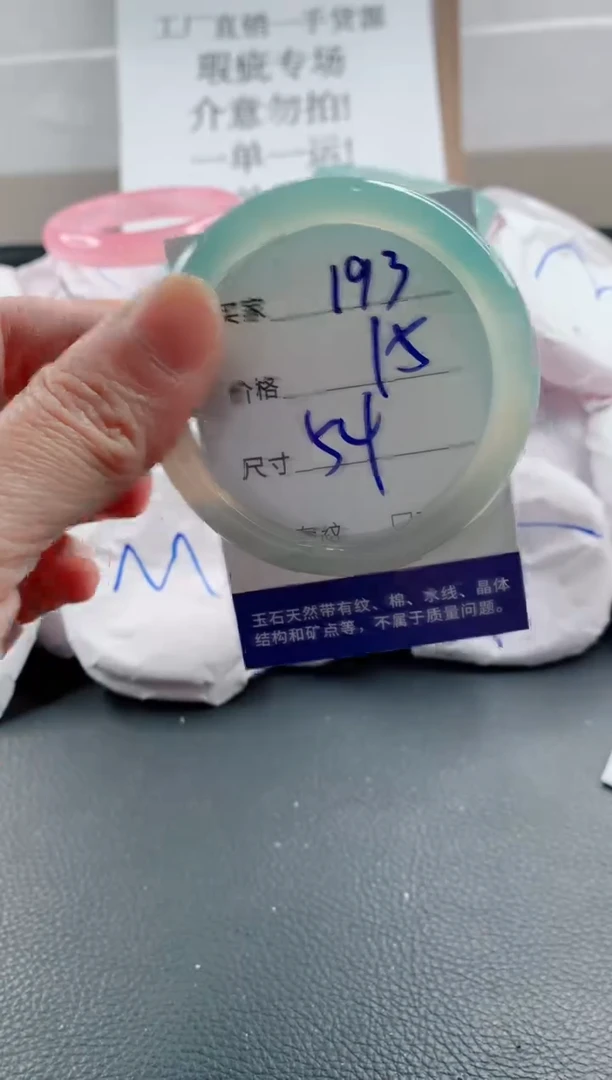 工厂直销一手货源
瑕疵专场
介意勿拍!
一单一运!
买家 193
价格 15
尺寸 54
有纹
玉石天然带有纹、棉、水线、晶体
结构和矿点等，不属于质量问题。
M